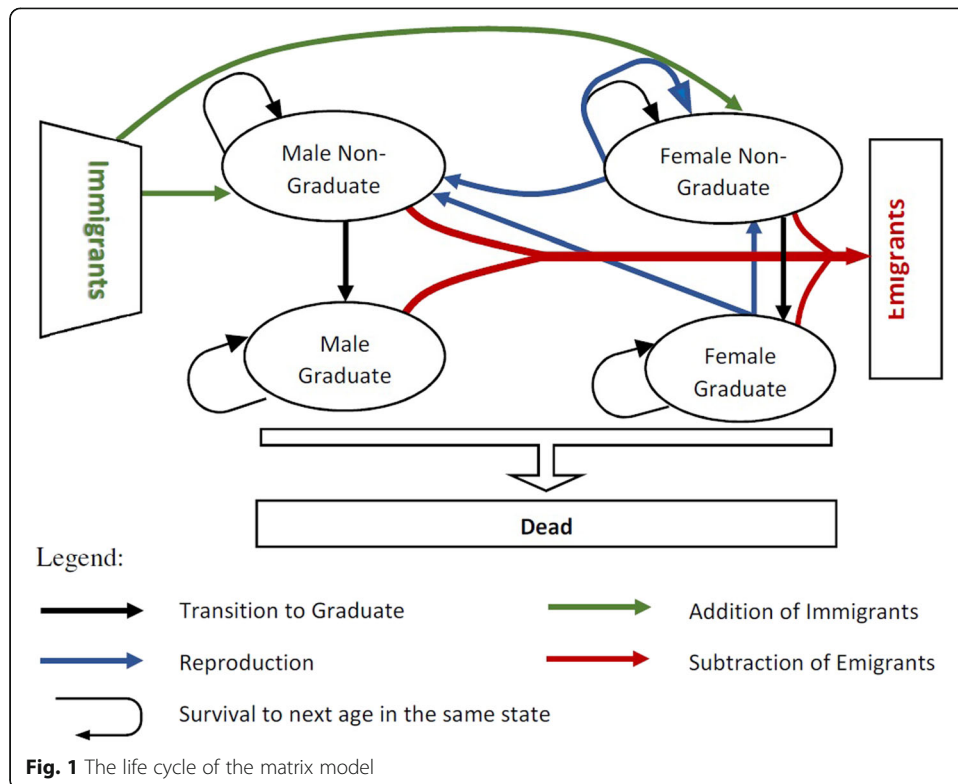 Immigrants
Male Non-
Graduate
Female Non-
Graduate
Emigrants
Male
Graduate
Female
Graduate
Dead
Legend:
Transition to Graduate
Addition of Immigrants
Reproduction
Subtraction of Emigrants
Survival to next age in the same state
Fig. 1 The life cycle of the matrix model